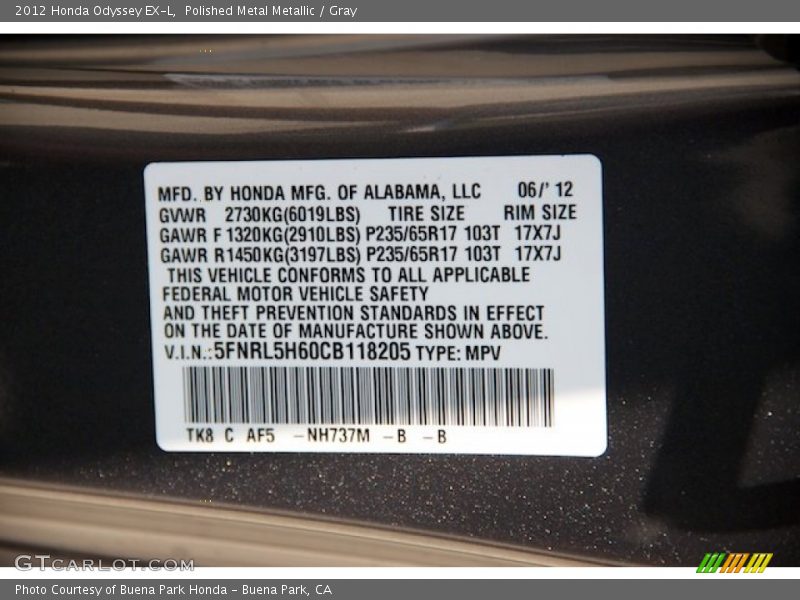 2012 Honda Odyssey EX-L, Polished Metal Metallic / Gray
MFD. BY HONDA MFG. OF ALABAMA, LLC 06/' 12
GVWR 2730KG(6019LBS) TIRE SIZE RIM SIZE
GAWR F 1320KG(2910LBS) P235/65R17 103T 17X7J
GAWR R1450KG(3197LBS) P235/65R17 103T 17X7J
THIS VEHICLE CONFORMS TO ALL APPLICABLE
FEDERAL MOTOR VEHICLE SAFETY
AND THEFT PREVENTION STANDARDS IN EFFECT
ON THE DATE OF MANUFACTURE SHOWN ABOVE.
V.I.N.:5FNRL5H60CB118205 TYPE: MPV
TK8 C AF5 -NH737M -B -B
GTCARLOT.COM
Photo Courtesy of Buena Park Honda - Buena Park, CA